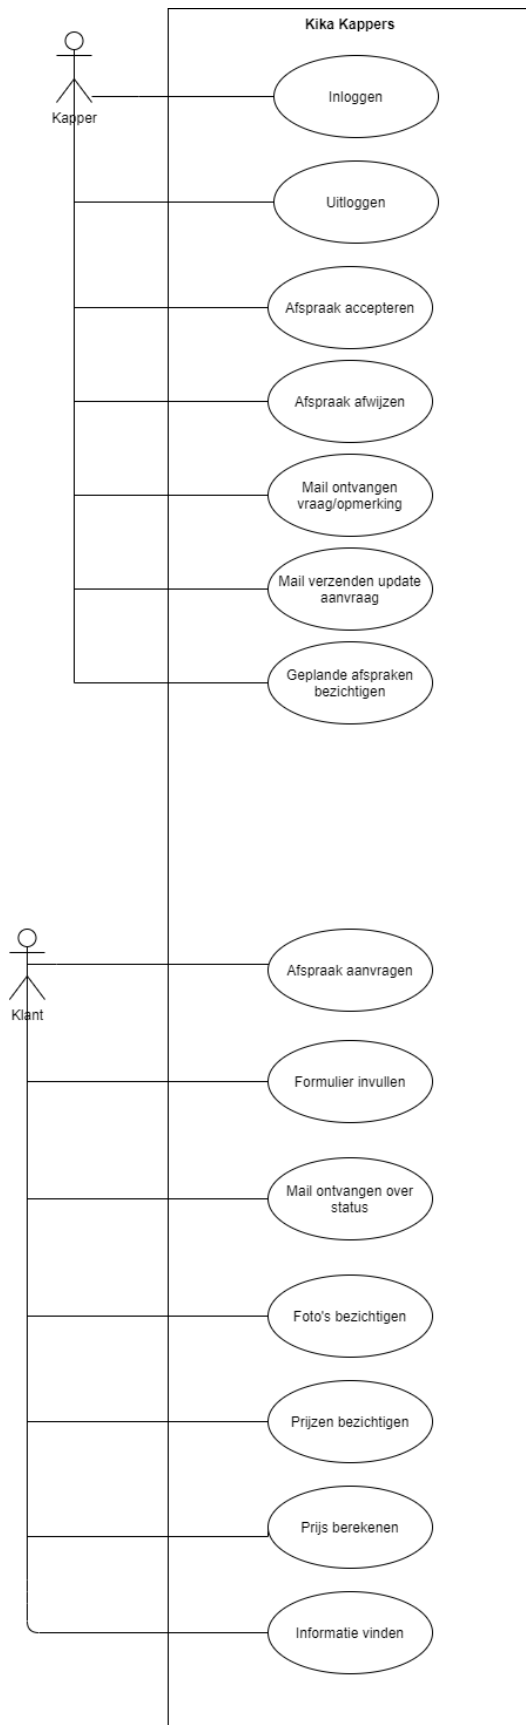 Kika Kappers
Kapper
Inloggen
Uitloggen
Afspraak accepteren
Afspraak afwijzen
Mail ontvangen
vraag/opmerking
Mail verzenden update
aanvraag
Geplande afspraken
bezichtigen
Klant
Afspraak aanvragen
Formulier invullen
Mail ontvangen over
status
Foto's bezichtigen
Prijzen bezichtigen
Prijs berekenen
Informatie vinden